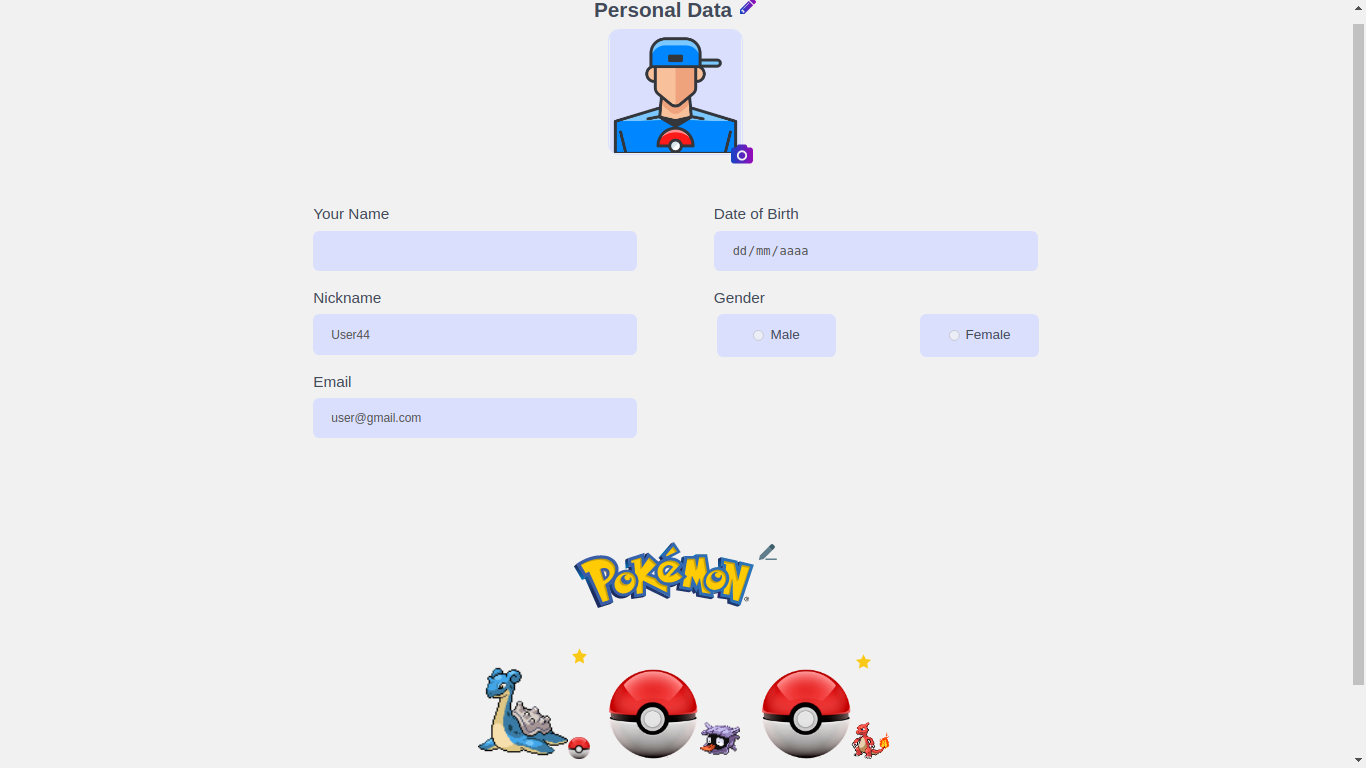 Personal Data
Your Name
Date of Birth
dd/mm/aaaa
Nickname
Gender
User44
Male
Female
Email
user@gmail.com
POKéMON